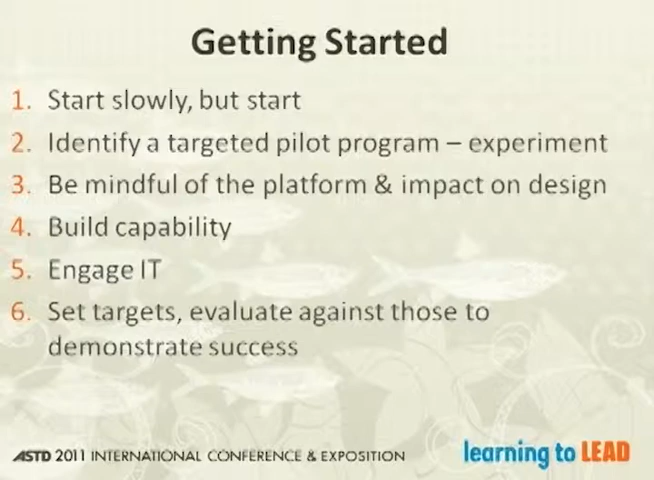 Getting Started
1. Start slowly, but start
2. Identify a targeted pilot program – experiment
3. Be mindful of the platform & impact on design
4. Build capability
5. Engage IT
6. Set targets, evaluate against those to
demonstrate success
ASTD 2011 INTERNATIONAL CONFERENCE & EXPOSITION
learning to LEAD